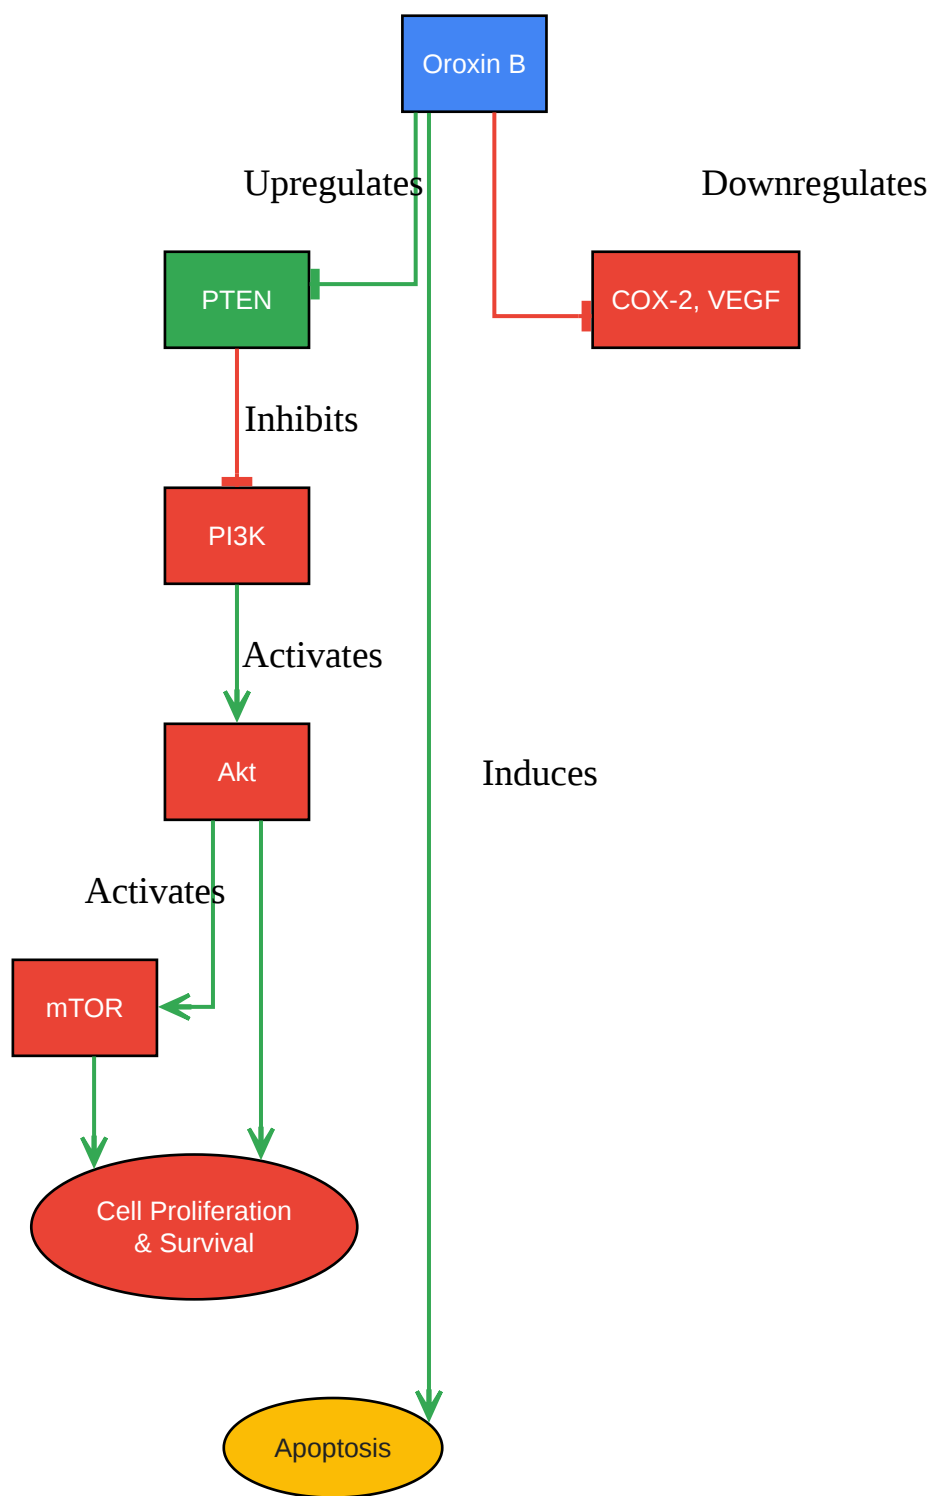 Oroxin B
Upregulates
Downregulates
PTEN
COX-2, VEGF
Inhibits
PI3K
Activates
Akt
Induces
Activates
mTOR
Cell Proliferation
& Survival
Apoptosis